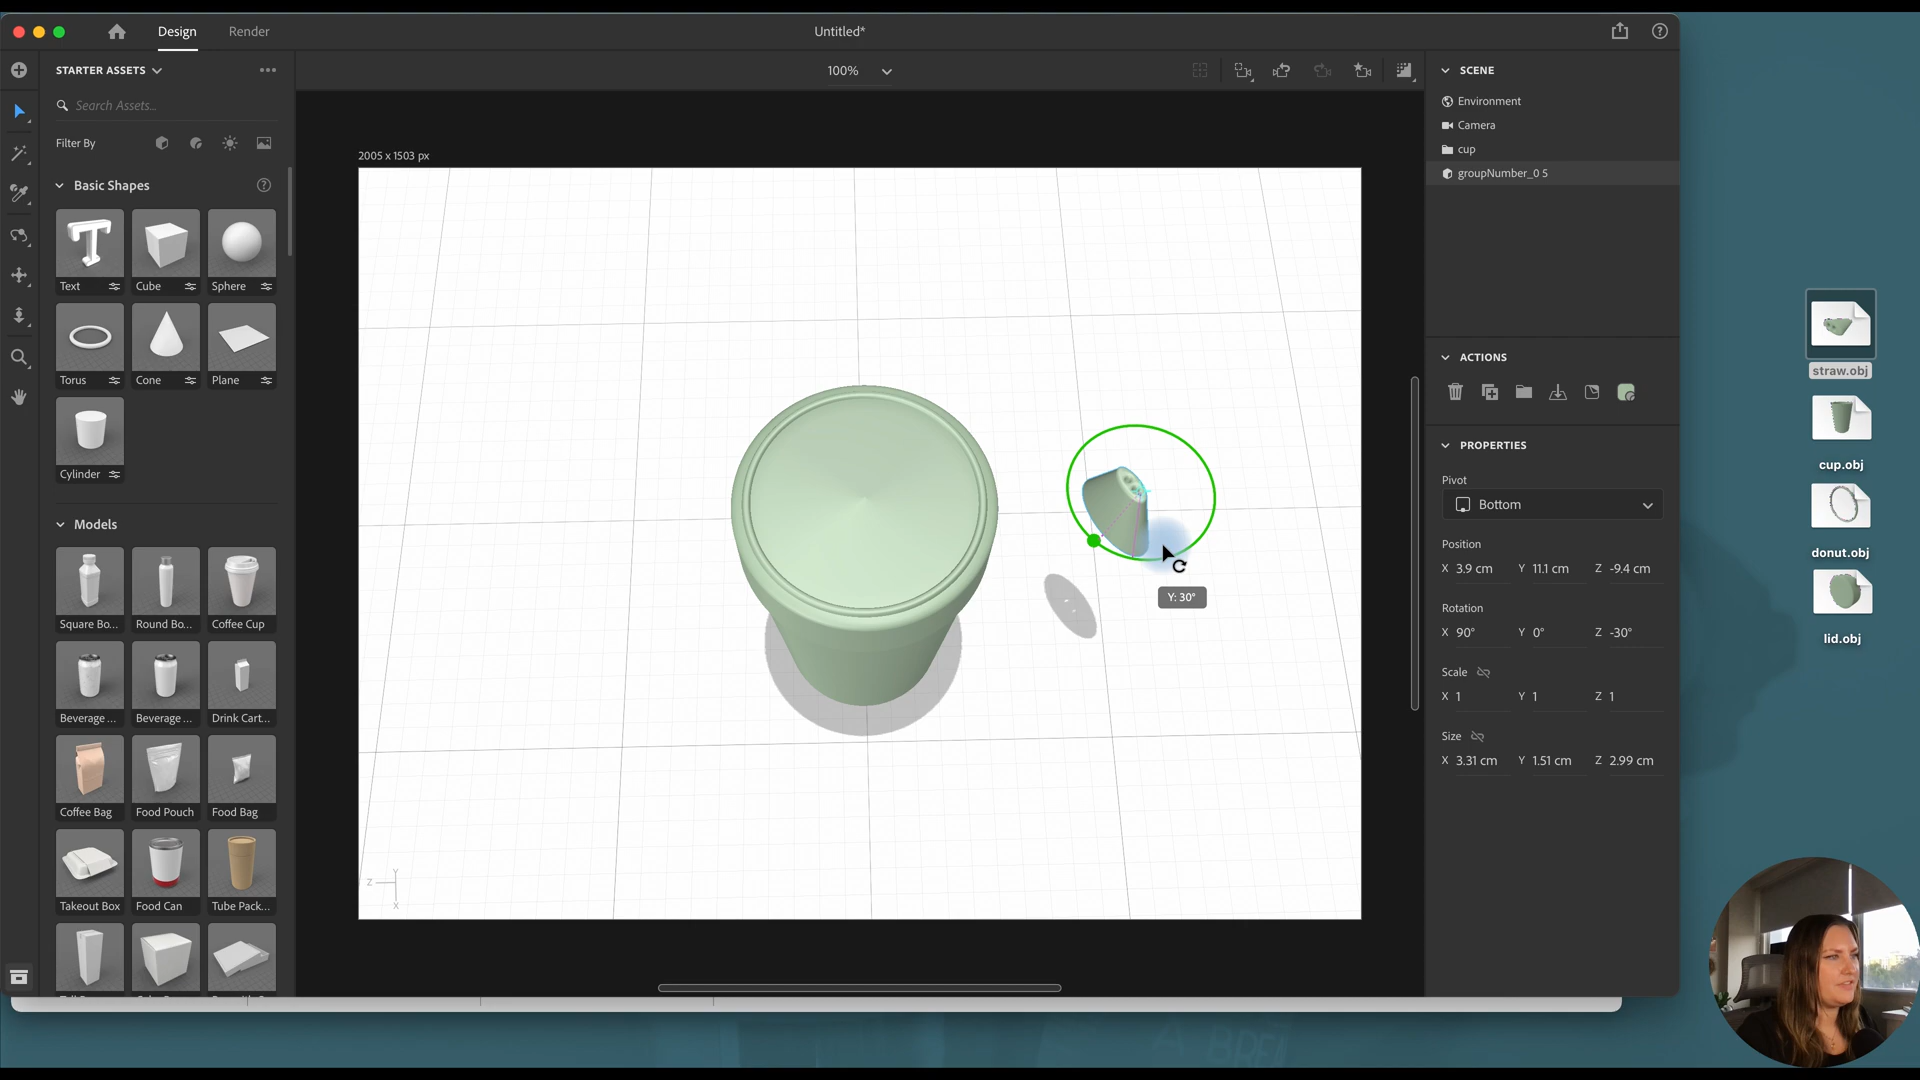 Design
Render
Untitled*
STARTER ASSETS
100%
SCENE
Search Assets...
Environment
Filter By
Camera
2005 x 1503 px
cup
groupNumber_0 5
Basic Shapes
Text
Cube
Sphere
Torus
Cone
Plane
Cylinder
ACTIONS
PROPERTIES
Pivot
Bottom
Position
X 3.9 cm Y 11.1 cm Z -9.4 cm
Rotation
X 90° Y 0° Z -30°
Scale
X 1 Y 1 Z 1
Size
X 3.31 cm Y 1.51 cm Z 2.99 cm
Y: 30°
Models
Square Bo...
Round Bo...
Coffee Cup
Beverage ...
Beverage ...
Drink Cart...
Coffee Bag
Food Pouch
Food Bag
Takeout Box
Food Can
Tube Pack...
Z
Y
X
straw.obj
cup.obj
donut.obj
lid.obj